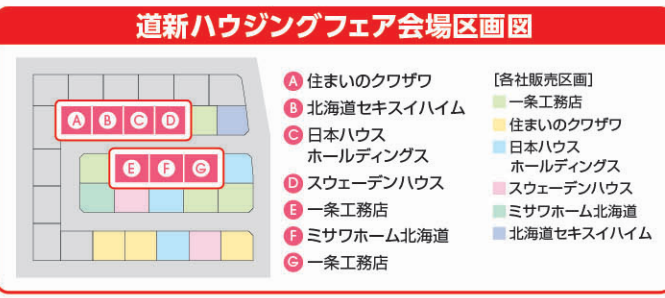 道新ハウジングフェア会場区画図
A B C D
E F G
A 住まいのクワザワ
B 北海道セキスイハイム
C 日本ハウス
ホールディングス
D スウェーデンハウス
E 一条工務店
F ミサワホーム北海道
G 一条工務店
[各社販売区画]
一条工務店
住まいのクワザワ
日本ハウス
ホールディングス
スウェーデンハウス
ミサワホーム北海道
北海道セキスイハイム